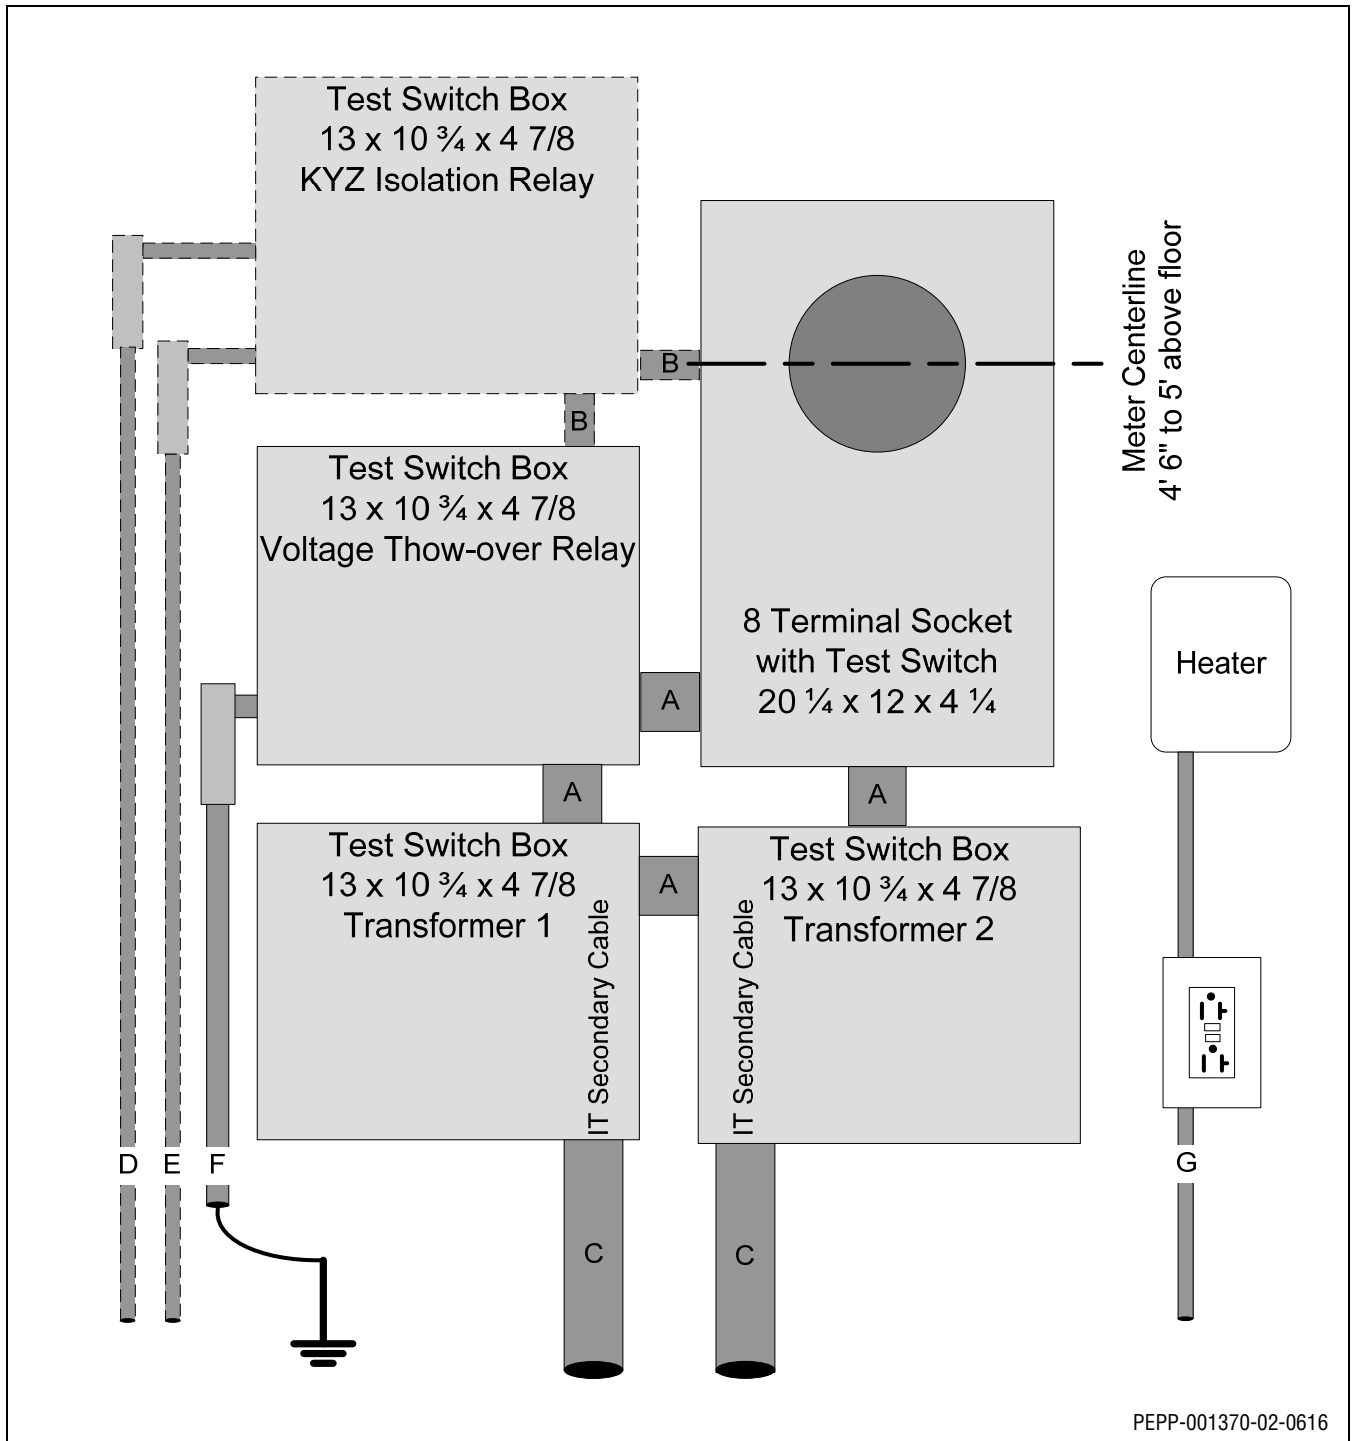 Test Switch Box
13 x 10 ¾ x 4 7/8
KYZ Isolation Relay
Meter Centerline
4' 6" to 5' above floor
B
B
Test Switch Box
13 x 10 ¾ x 4 7/8
Voltage Thow-over Relay
8 Terminal Socket
with Test Switch
20 ¼ x 12 x 4 ¼
Heater
A
A
A
Test Switch Box
13 x 10 ¾ x 4 7/8
Transformer 1
IT Secondary Cable
A
Test Switch Box
13 x 10 ¾ x 4 7/8
Transformer 2
IT Secondary Cable
D
E
F
G
C
C
PEPP-001370-02-0616